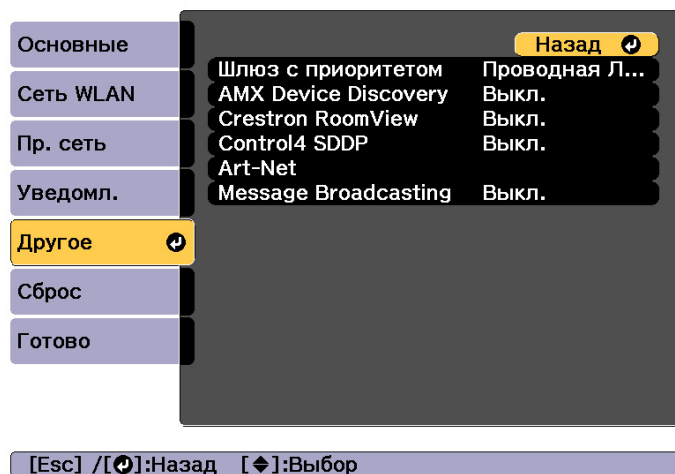 Основные
Сеть WLAN
Пр. сеть
Уведомл.
Другое
Сброс
Готово
Назад
Шлюз с приоритетом Проводная Л...
AMX Device Discovery Выкл.
Crestron RoomView Выкл.
Control4 SDDP Выкл.
Art-Net
Message Broadcasting Выкл.
[Esc] /[↵]:Назад [◆]:Выбор